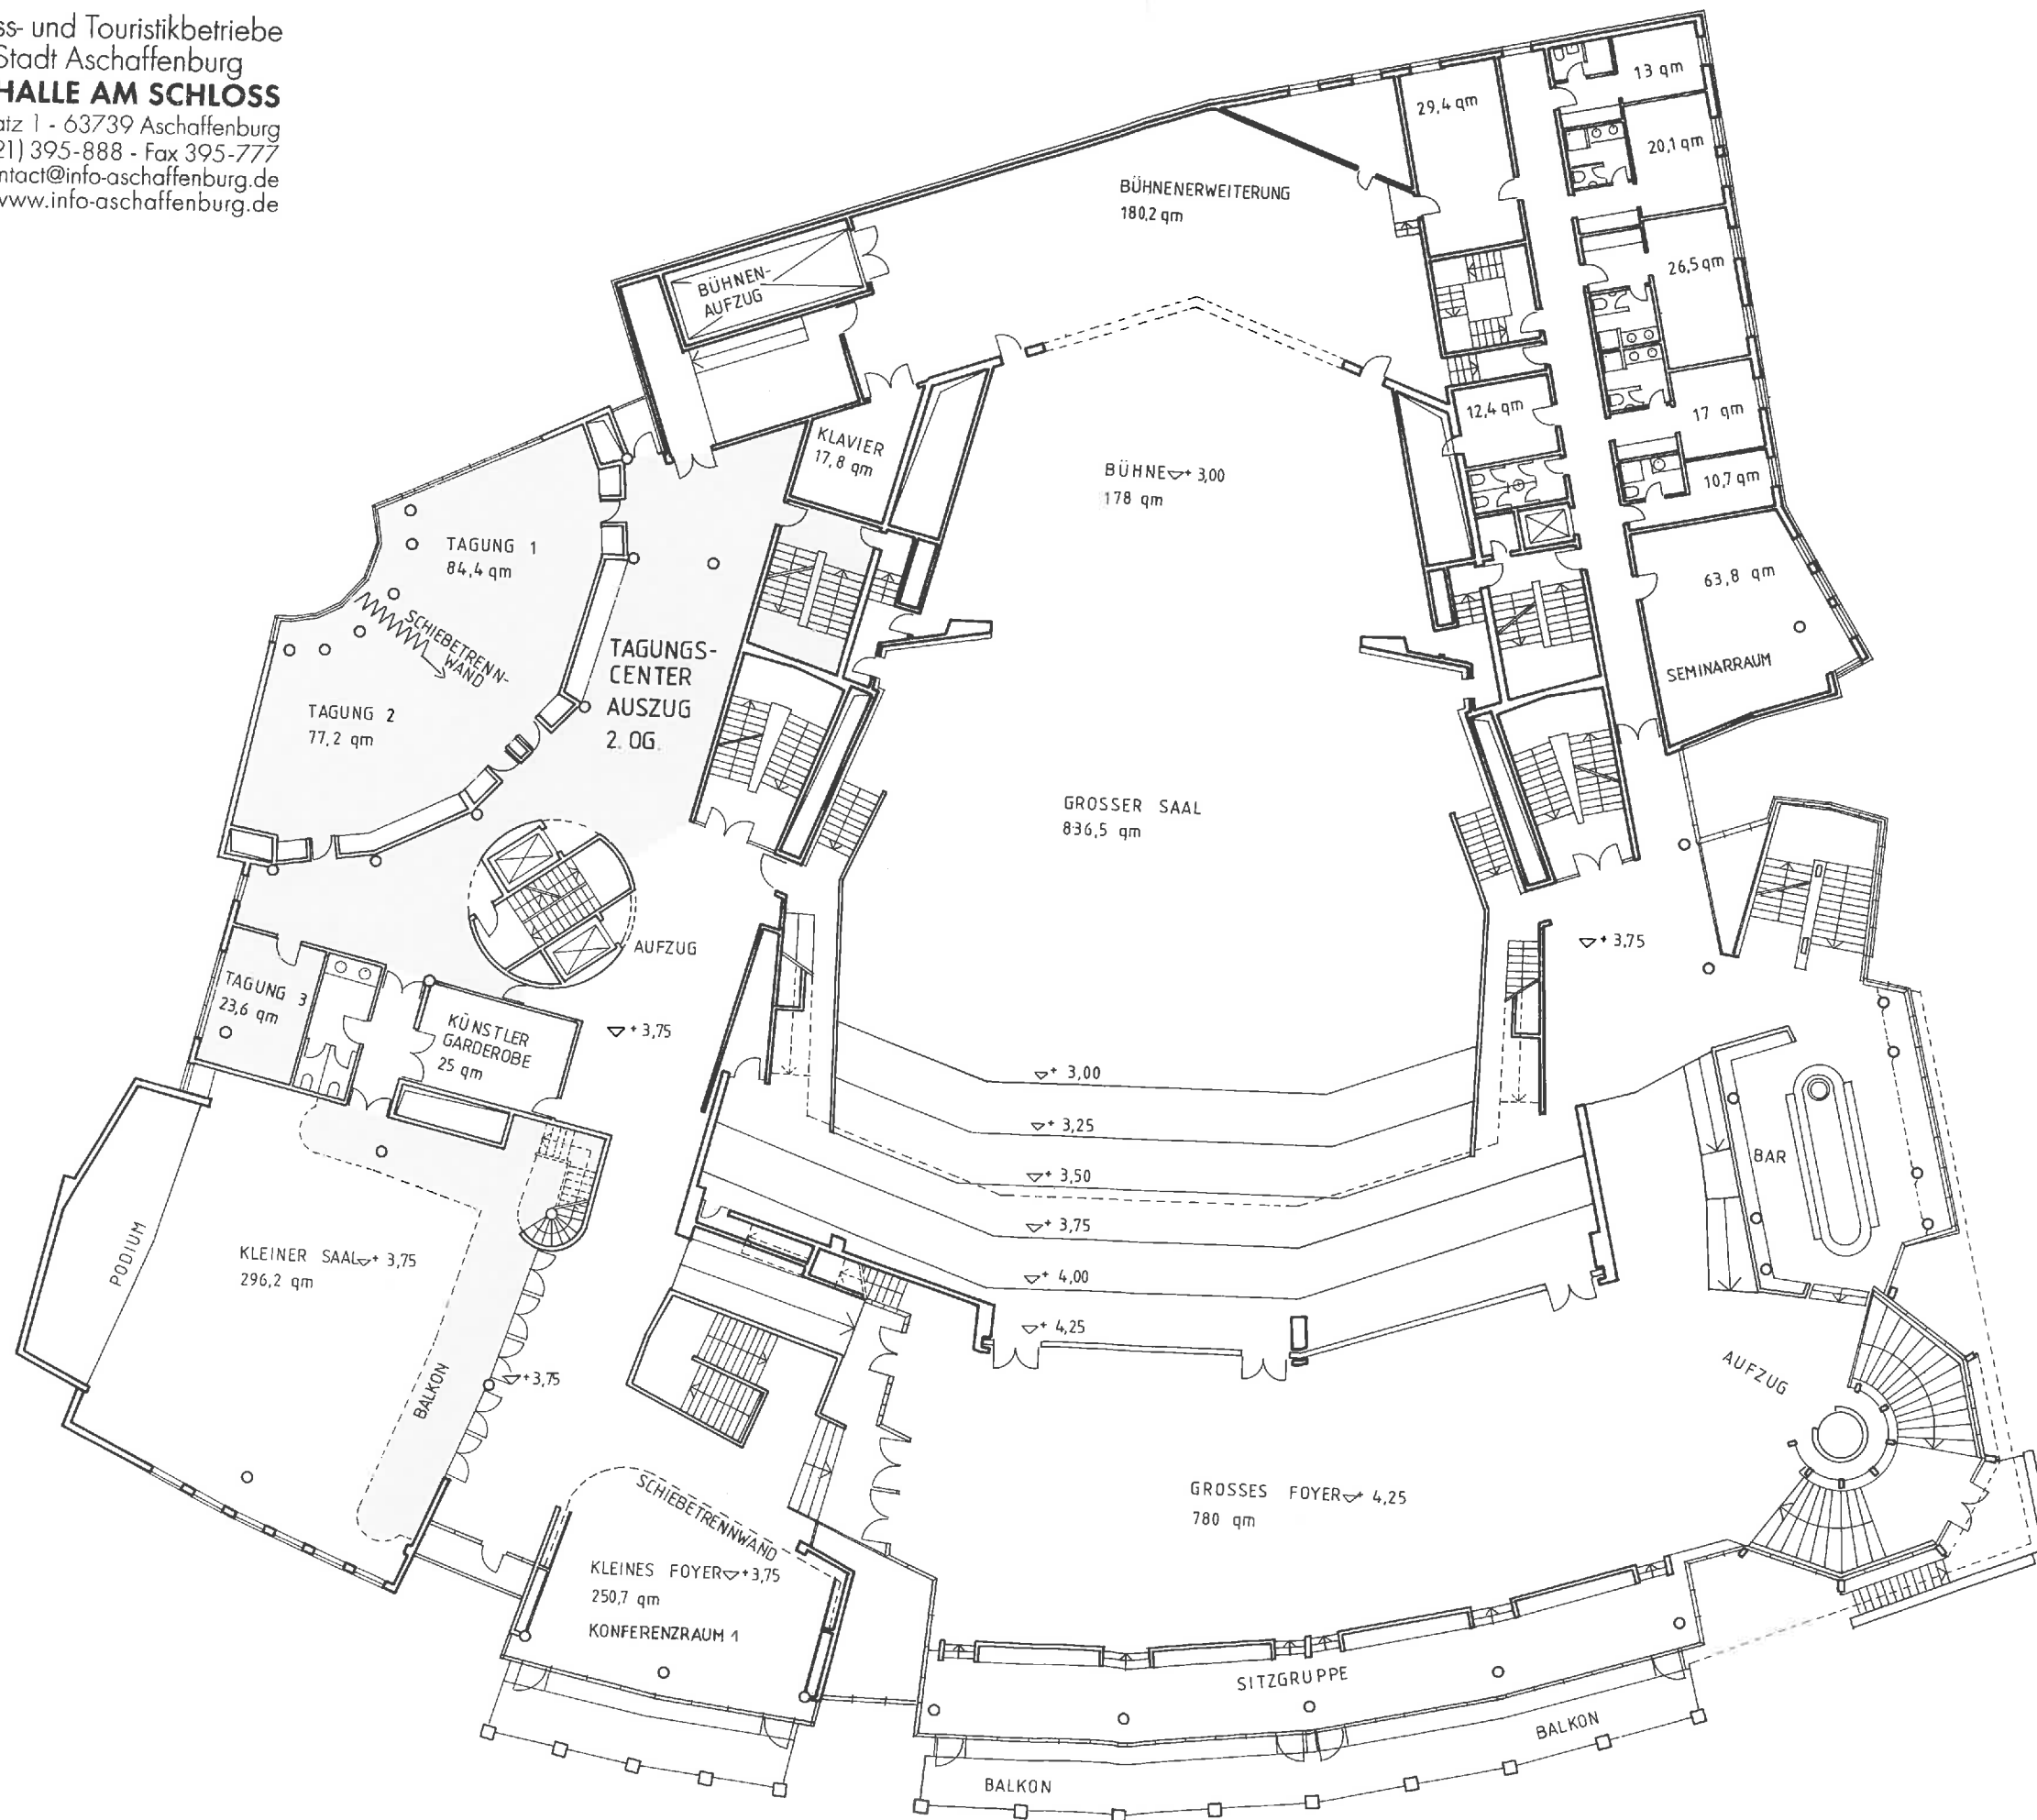 ss- und Touristikbetriebe
Stadt Aschaffenburg
HALLE AM SCHLOSS
atz 1 - 63739 Aschaffenburg
21) 395-888 - Fax 395-777
ntact@info-aschaffenburg.de
www.info-aschaffenburg.de
13 qm
29,4 qm
20,1 qm
BÜHNENERWEITERUNG
180,2 qm
26,5 qm
BÜHNEN-
AUFZUG
12,4 qm
17 qm
KLAVIER
17,8 qm
BÜHNE + 3,00
178 qm
10,7 qm
TAGUNG 1
84,4 qm
63,8 qm
SEMINARRAUM
SCHIEBETRENN-
WAND
TAGUNGS-
CENTER
AUSZUG
2. OG.
TAGUNG 2
77,2 qm
GROSSER SAAL
836,5 qm
AUFZUG
+ 3,75
TAGUNG 3
23,6 qm
KÜNSTLER
GARDEROBE
25 qm
+ 3,75
+ 3,00
+ 3,25
BAR
+ 3,50
+ 3,75
PODIUM
KLEINER SAAL + 3,75
296,2 qm
+ 4,00
+ 4,25
AUFZUG
BALKON
+3,75
SCHIEBETRENNWAND
GROSSES FOYER + 4,25
780 qm
KLEINES FOYER +3,75
250,7 qm
KONFERENZRAUM 1
SITZGRUPPE
BALKON
BALKON